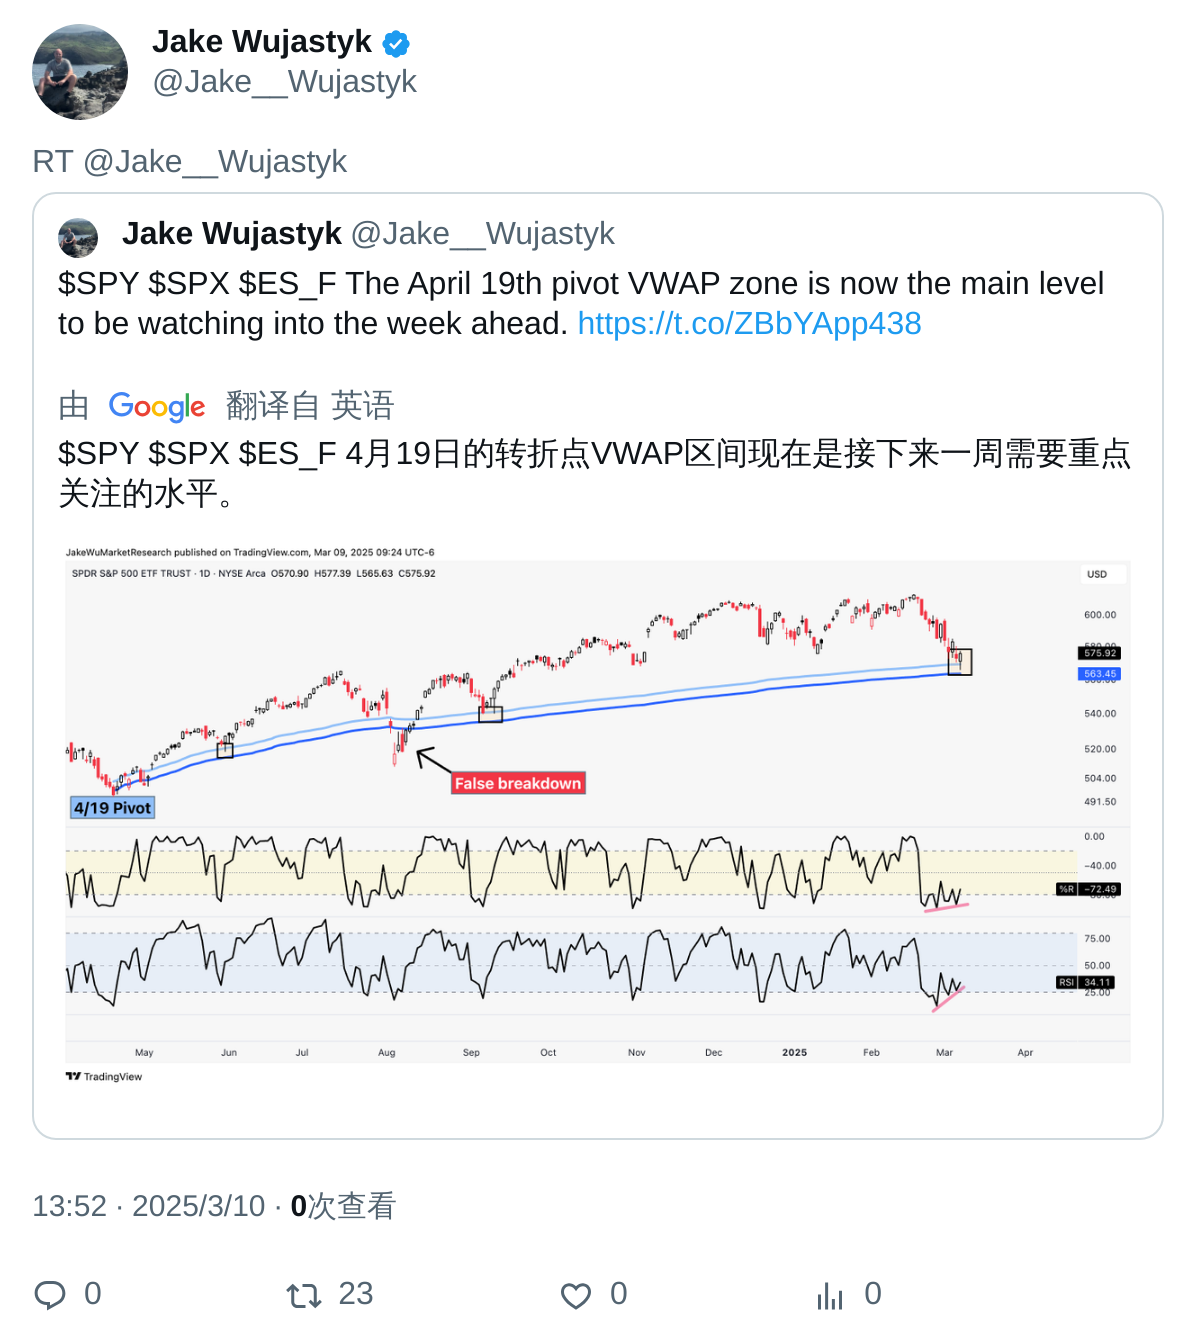 Jake Wujastyk
@Jake__Wujastyk
RT @Jake__Wujastyk
Jake Wujastyk @Jake__Wujastyk
$SPY $SPX $ES_F The April 19th pivot VWAP zone is now the main level
to be watching into the week ahead. https://t.co/ZBbYApp438
由 Google 翻译自 英语
$SPY $SPX $ES_F 4月19日的转折点VWAP区间现在是接下来一周需要重点
关注的水平。
JakeWuMarketResearch published on TradingView.com, Mar 09, 2025 09:24 UTC-6
SPDR S&P 500 ETF TRUST · 1D · NYSE Arca O570.90 H577.39 L565.63 C575.92
USD
600.00
575.92
563.45
540.00
520.00
False breakdown
504.00
491.50
4/19 Pivot
0.00
−40.00
%R −72.49
75.00
50.00
RSI 34.11
25.00
May Jun Jul Aug Sep Oct Nov Dec 2025 Feb Mar Apr
TradingView
13:52 · 2025/3/10 · 0次查看
0 23 0 0